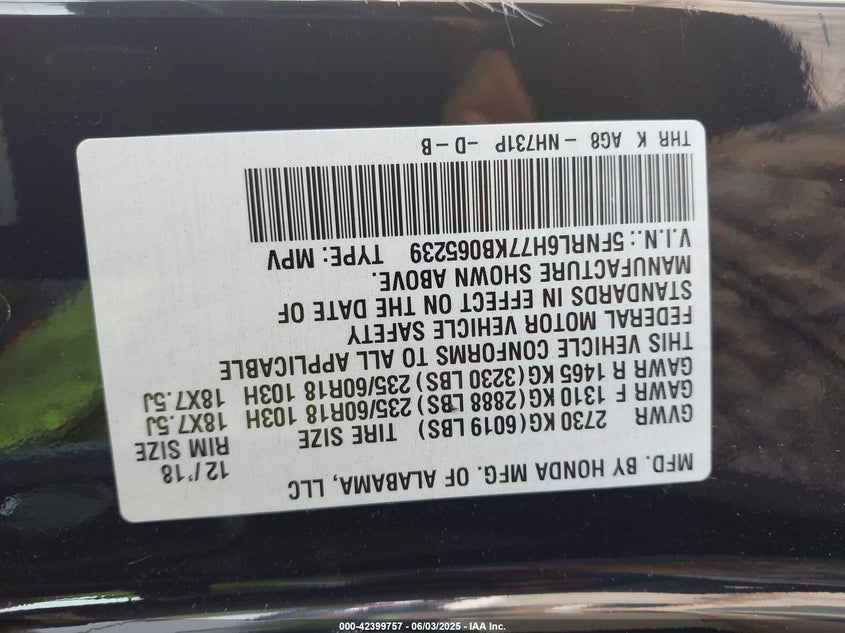 MFD. BY HONDA MFG. OF ALABAMA, LLC 12/'18
GVWR 2730 KG(6019 LBS) TIRE SIZE RIM SIZE
GAWR F 1310 KG(2888 LBS) 235/60R18 103H 18X7.5J
GAWR R 1465 KG(3230 LBS) 235/60R18 103H 18X7.5J
THIS VEHICLE CONFORMS TO ALL APPLICABLE
FEDERAL MOTOR VEHICLE SAFETY
STANDARDS IN EFFECT ON THE DATE OF
MANUFACTURE SHOWN ABOVE.
V.I.N.: 5FNRL6H77KB065239 TYPE: MPV
THR K AG8 – NH731P -D-B
000-42399757 - 06/03/2025 - IAA Inc.